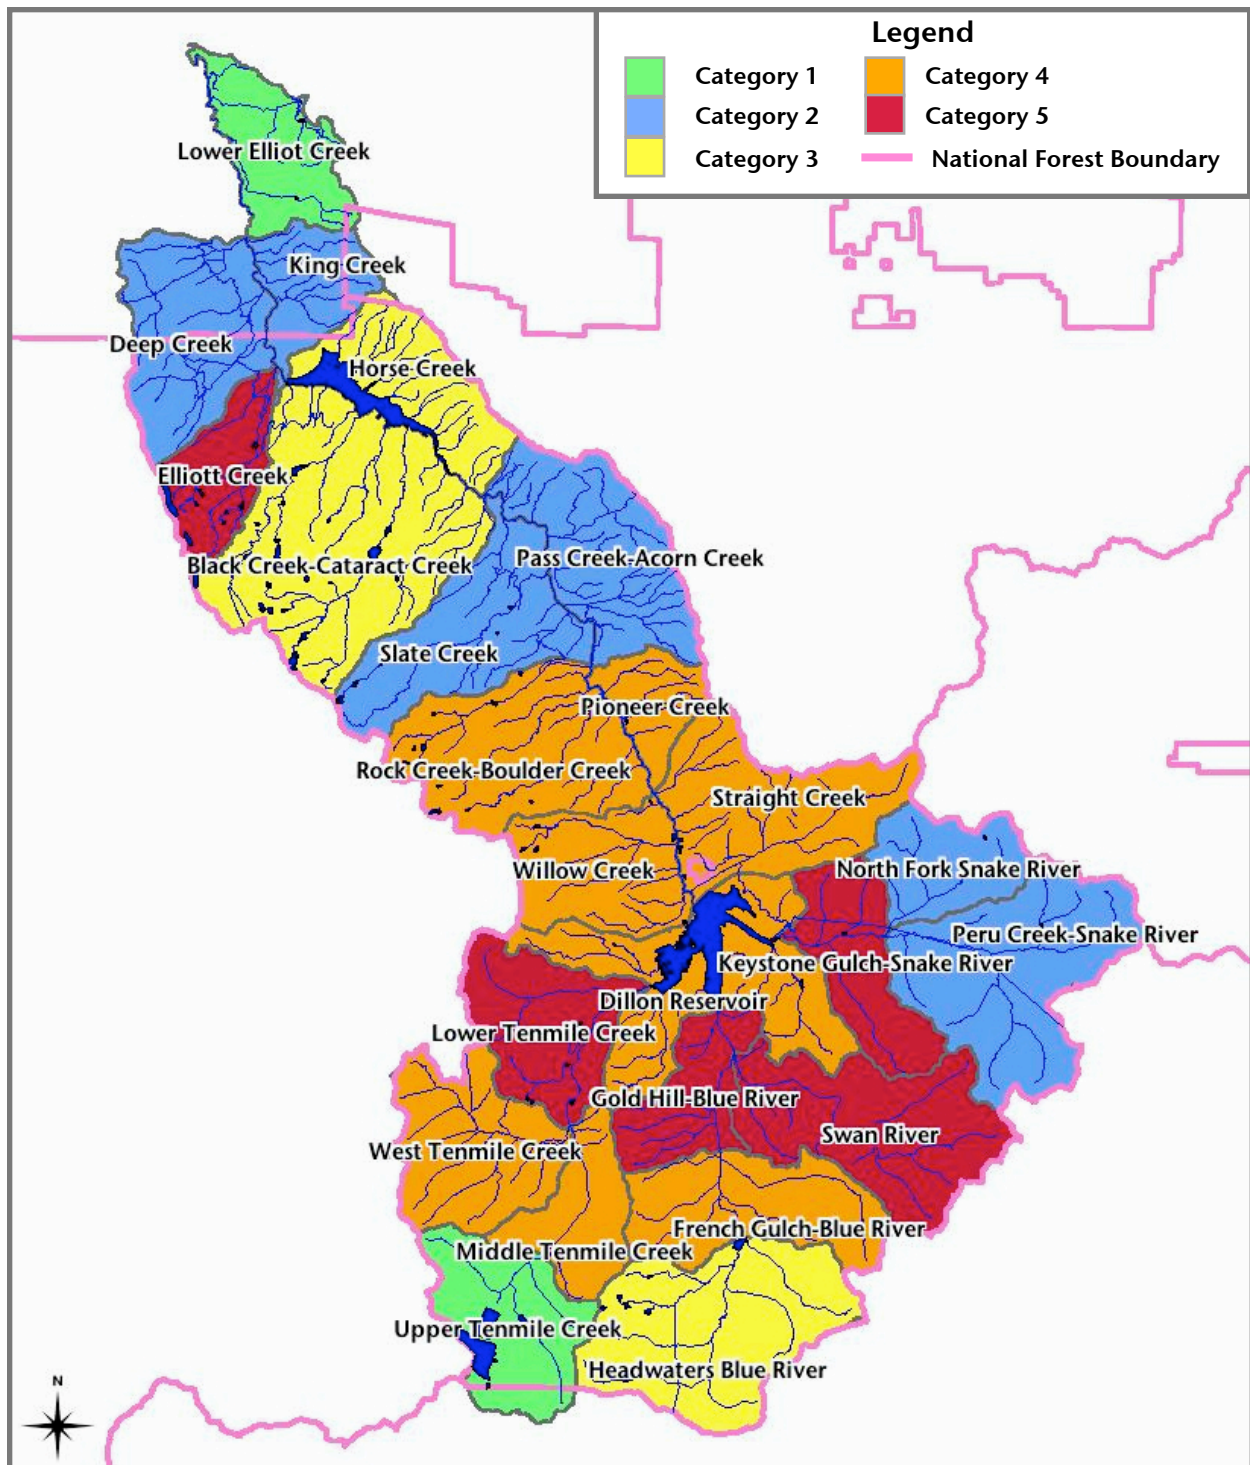 Legend
Category 1
Category 4
Category 2
Category 5
Category 3
National Forest Boundary
Lower Elliot Creek
King Creek
Deep Creek
Horse Creek
Elliott Creek
Black Creek-Cataract Creek
Pass Creek-Acorn Creek
Slate Creek
Pioneer Creek
Rock Creek-Boulder Creek
Straight Creek
Willow Creek
North Fork Snake River
Peru Creek-Snake River
Keystone Gulch-Snake River
Dillon Reservoir
Lower Tenmile Creek
Gold Hill-Blue River
Swan River
West Tenmile Creek
French Gulch-Blue River
Middle Tenmile Creek
Upper Tenmile Creek
Headwaters Blue River
N